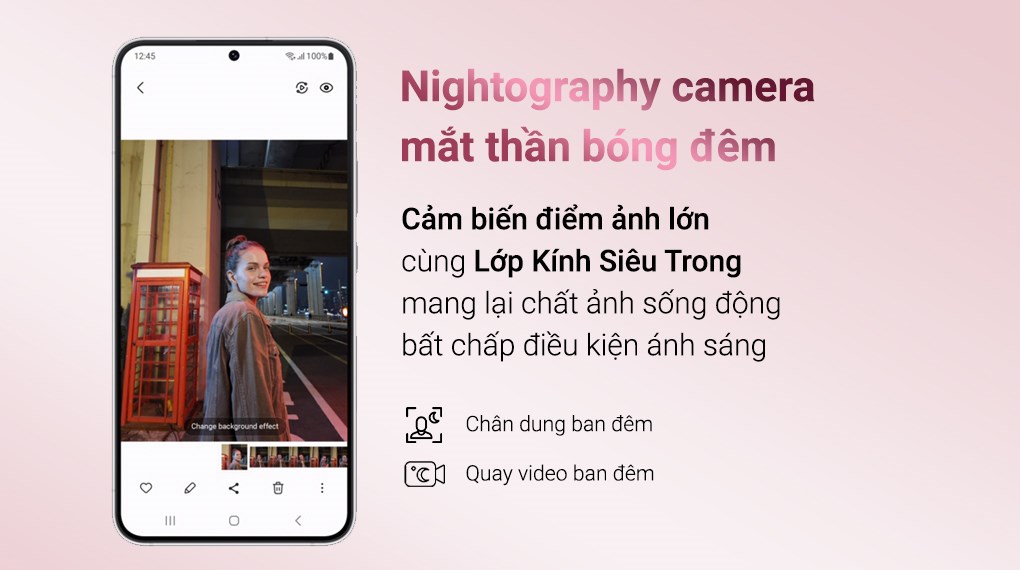 12:45
100%
Change background effect
Nightography camera
mắt thần bóng đêm
Cảm biến điểm ảnh lớn
cùng Lớp Kính Siêu Trong
mang lại chất ảnh sống động
bất chấp điều kiện ánh sáng
Chân dung ban đêm
Quay video ban đêm